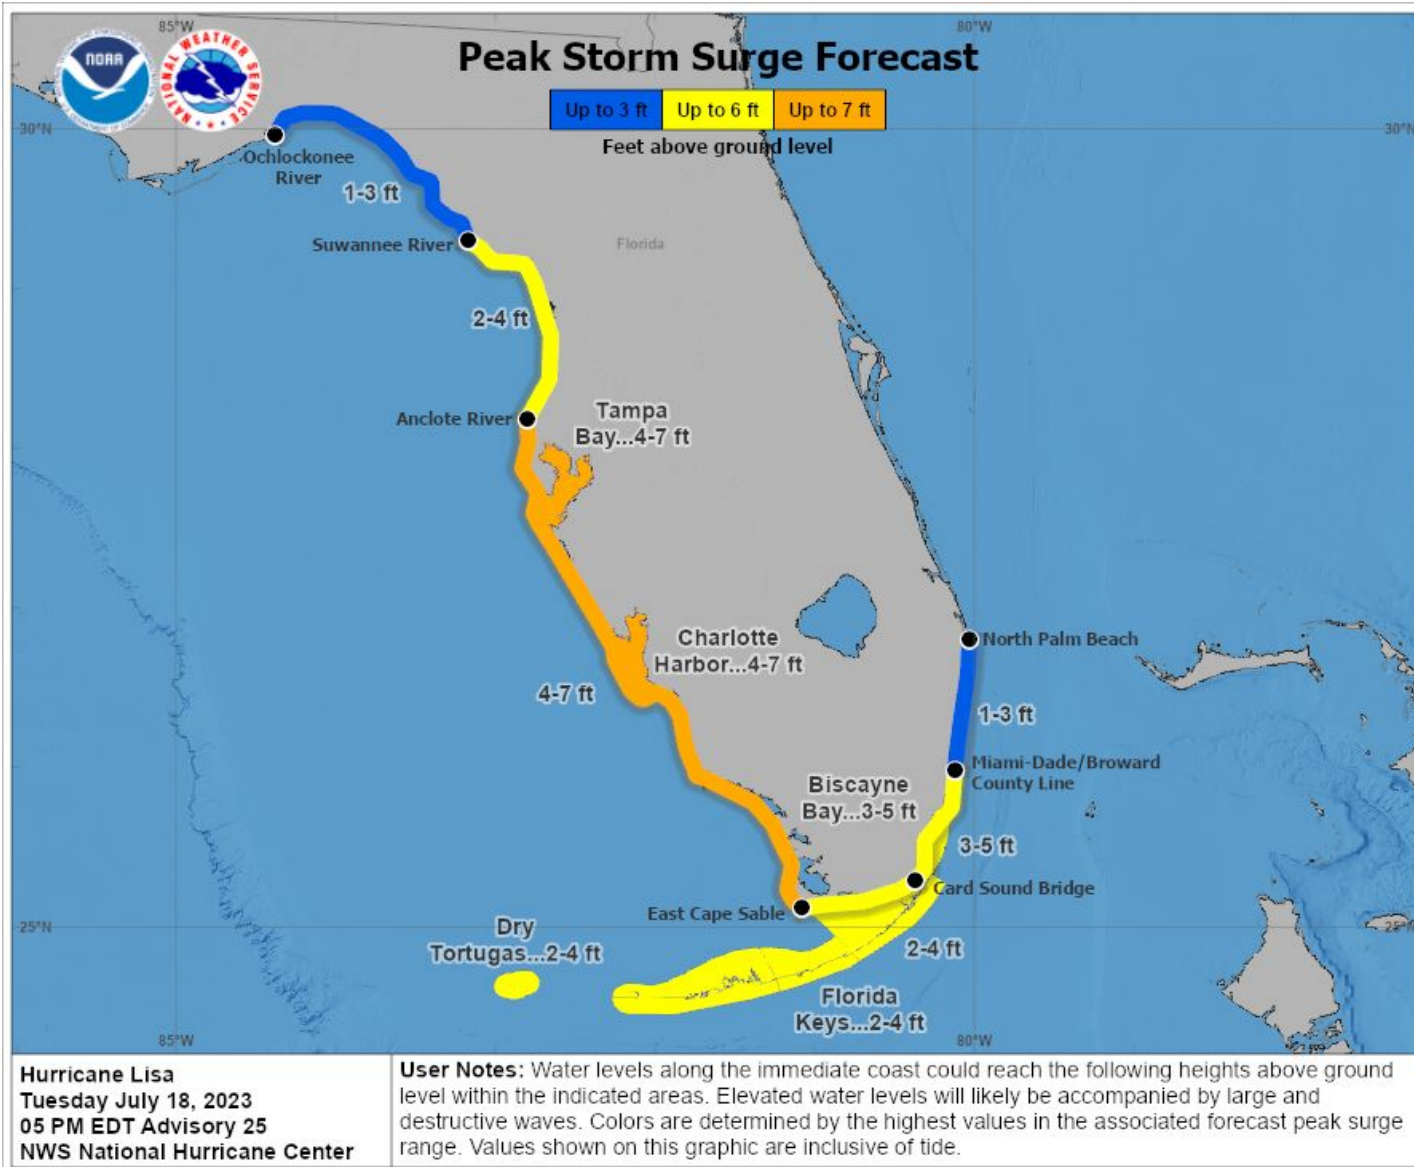 85°W
80°W
NOAA
NATIONAL WEATHER SERVICE
Peak Storm Surge Forecast
Up to 3 ft Up to 6 ft Up to 7 ft
Feet above ground level
30°N
30°N
Ochlockonee
River
1-3 ft
Suwannee River
Florida
2-4 ft
Anclote River
Tampa
Bay...4-7 ft
Charlotte
Harbor...4-7 ft
North Palm Beach
4-7 ft
1-3 ft
Miami-Dade/Broward
County Line
Biscayne
Bay...3-5 ft
3-5 ft
Card Sound Bridge
East Cape Sable
25°N
25°N
Dry
Tortugas...2-4 ft
2-4 ft
Florida
Keys...2-4 ft
85°W
80°W
Hurricane Lisa
Tuesday July 18, 2023
05 PM EDT Advisory 25
NWS National Hurricane Center
User Notes: Water levels along the immediate coast could reach the following heights above ground
level within the indicated areas. Elevated water levels will likely be accompanied by large and
destructive waves. Colors are determined by the highest values in the associated forecast peak surge
range. Values shown on this graphic are inclusive of tide.